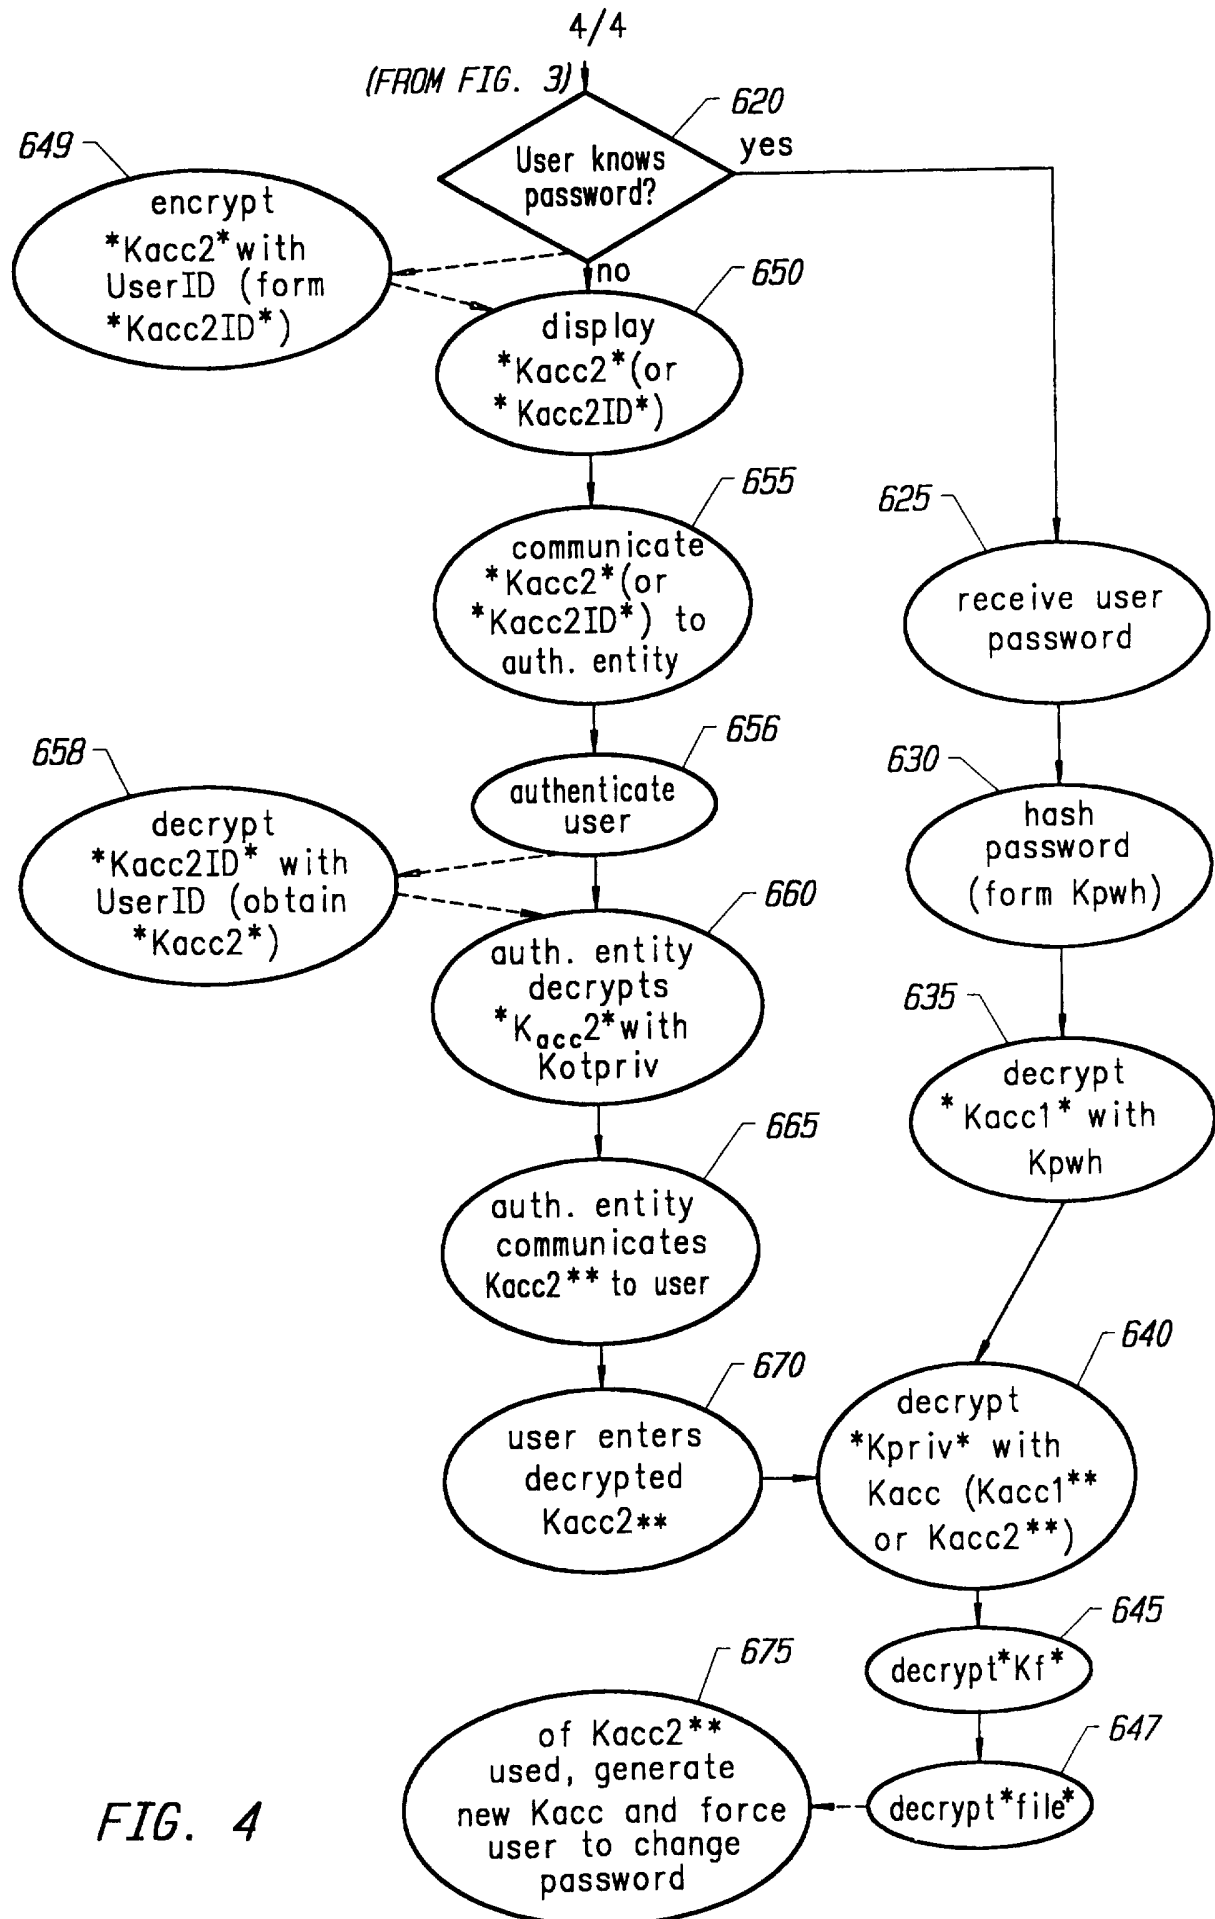 4/4
(FROM FIG. 3)
620
User knows
password?
yes
no
649
encrypt
*Kacc2* with
UserID (form
*Kacc2ID*)
650
display
*Kacc2* (or
*Kacc2ID*)
655
communicate
*Kacc2* (or
*Kacc2ID*) to
auth. entity
656
authenticate
user
658
decrypt
*Kacc2ID* with
UserID (obtain
*Kacc2*)
660
auth. entity
decrypts
*Kacc2* with
Kotpriv
665
auth. entity
communicates
Kacc2** to user
670
user enters
decrypted
Kacc2**
625
receive user
password
630
hash
password
(form Kpwh)
635
decrypt
*Kacc1* with
Kpwh
640
decrypt
*Kpriv* with
Kacc (Kacc1**
or Kacc2**)
645
decrypt *Kf*
647
decrypt *file*
675
of Kacc2**
used, generate
new Kacc and force
user to change
password
FIG. 4